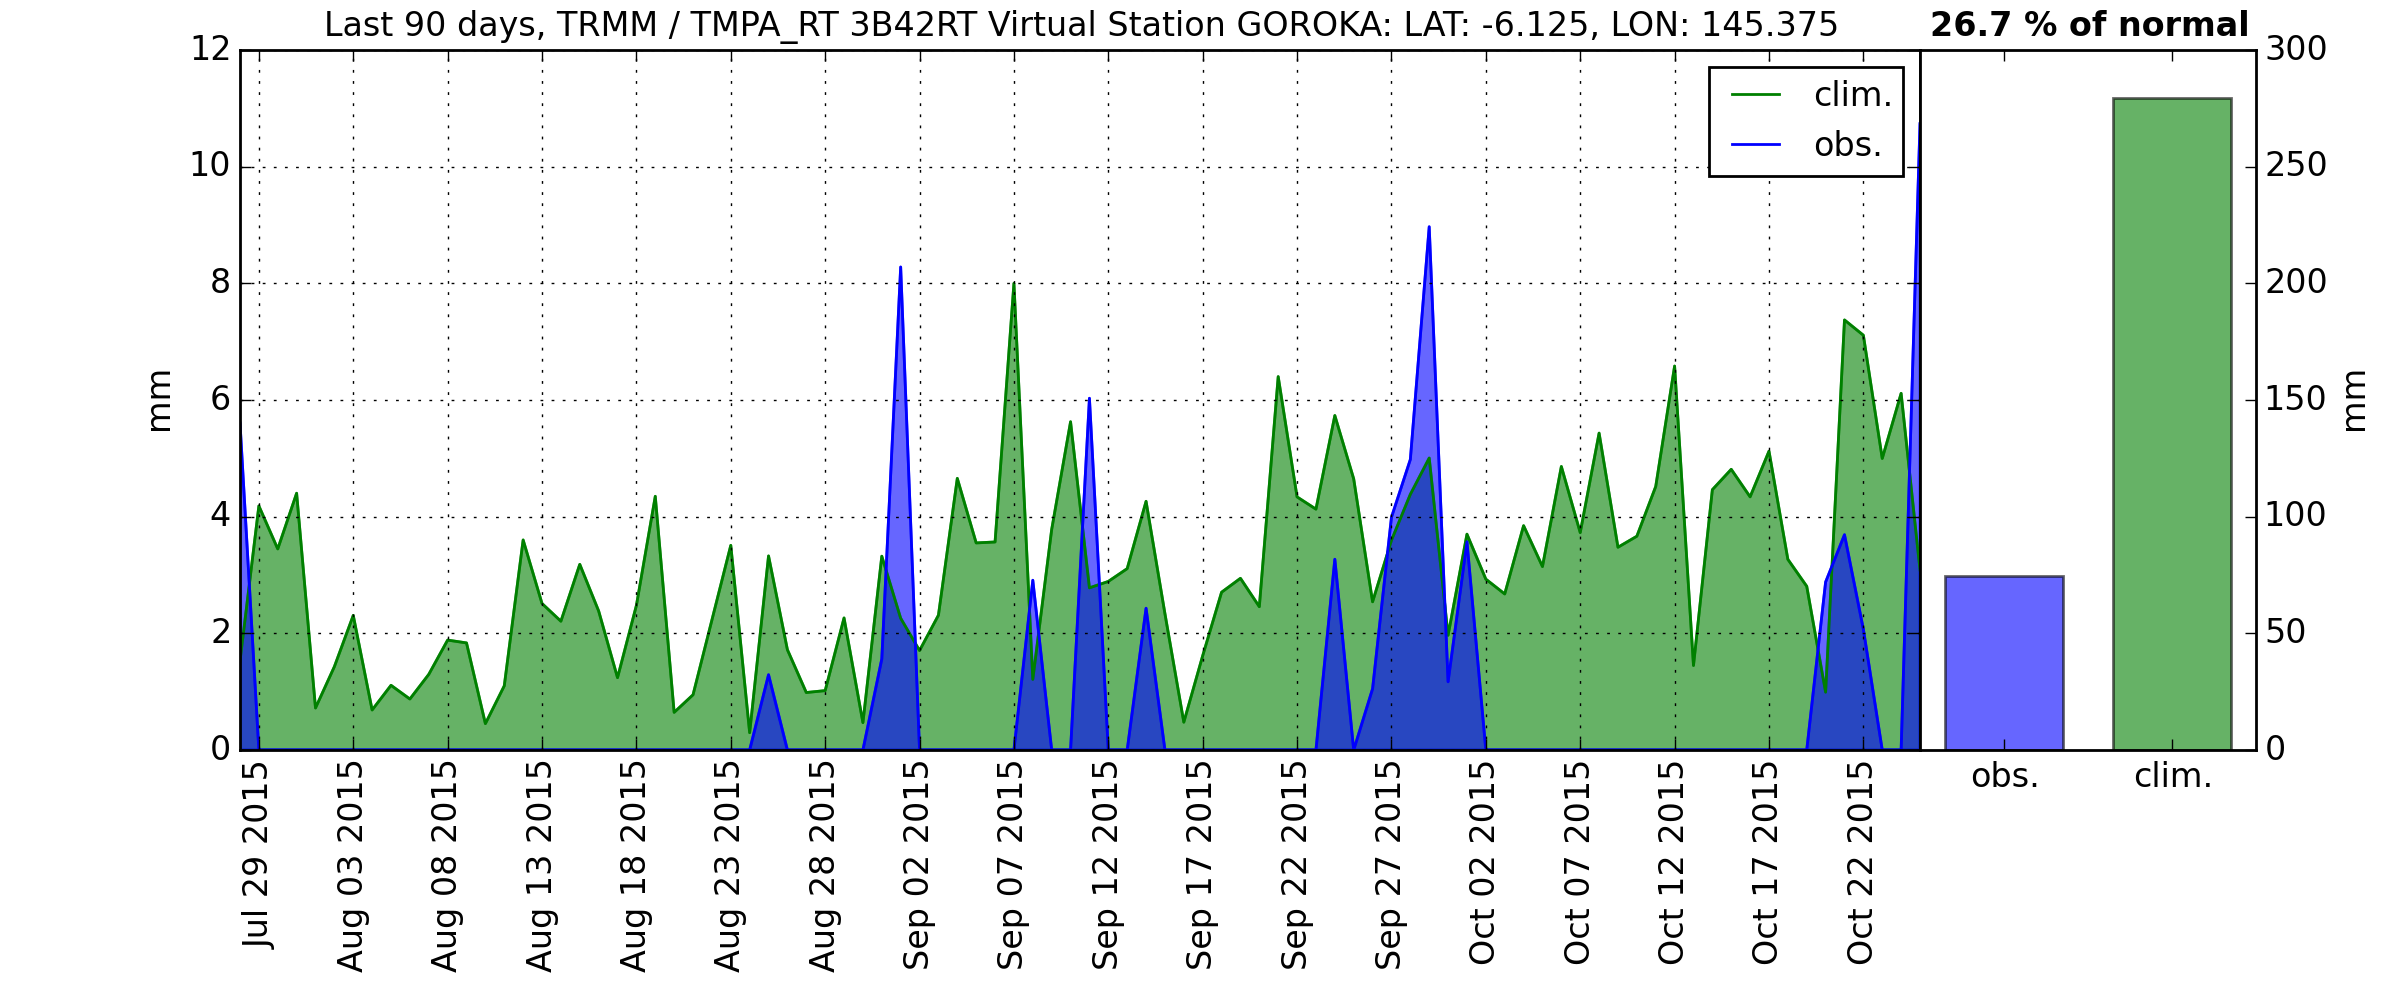 Last 90 days, TRMM / TMPA_RT 3B42RT Virtual Station GOROKA: LAT: -6.125, LON: 145.375
26.7 % of normal
12
10
8
6
4
2
0
mm
clim.
obs.
300
250
200
150
100
50
0
mm
Jul 29 2015
Aug 03 2015
Aug 08 2015
Aug 13 2015
Aug 18 2015
Aug 23 2015
Aug 28 2015
Sep 02 2015
Sep 07 2015
Sep 12 2015
Sep 17 2015
Sep 22 2015
Sep 27 2015
Oct 02 2015
Oct 07 2015
Oct 12 2015
Oct 17 2015
Oct 22 2015
obs.
clim.